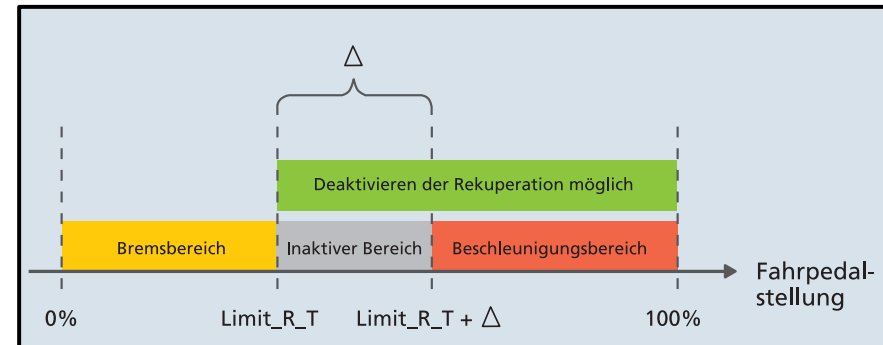 Δ
Deaktivieren der Rekuperation möglich
Bremsbereich Inaktiver Bereich Beschleunigungsbereich
Fahrpedal-
stellung
0% Limit_R_T Limit_R_T + Δ 100%